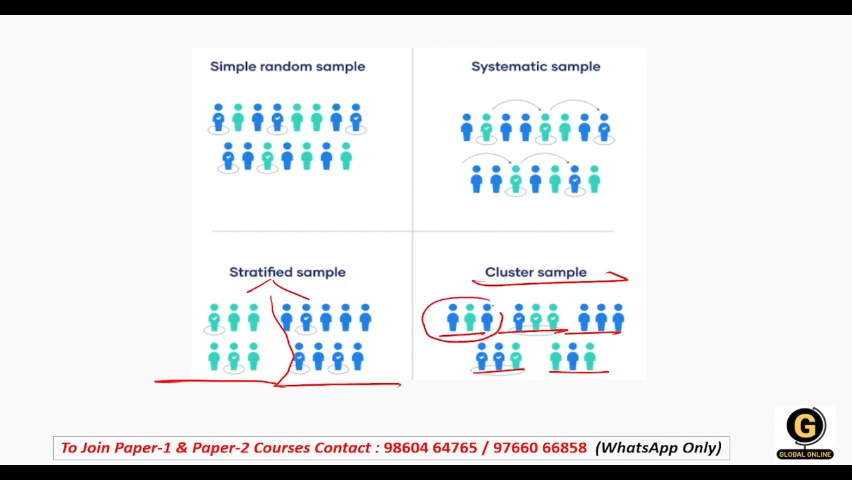 Simple random sample
Systematic sample
Stratified sample
Cluster sample
G
GLOBAL ONLINE
To Join Paper-1 & Paper-2 Courses Contact : 98604 64765 / 97660 66858 (WhatsApp Only)